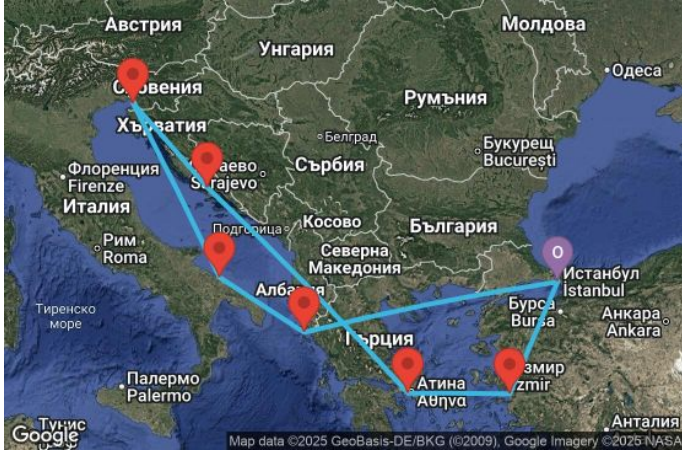 Австрия
Молдова
Унгария
Одеса
Словения
Румъния
Хърватия
Белград
Букурещ
București
Флоренция
Firenze
Сараево
Sarajevo
Сърбия
Италия
Косово
България
Подгорица
Рим
Roma
Северна
Македония
Албания
O
Истанбул
İstanbul
Тиренско
море
Бурса
Bursa
Анкара
Ankara
Гърция
Палермо
Palermo
Атина
Αθήνα
Измир
İzmir
Тунис
Анталия
Google
Map data ©2025 GeoBasis-DE/BKG (©2009), Google Imagery ©2025 NASA